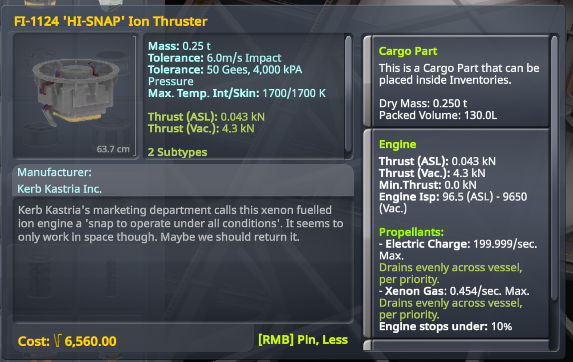 FI-1124 'HI-SNAP' Ion Thruster
63.7 cm
Mass: 0.25 t
Tolerance: 6.0m/s Impact
Tolerance: 50 Gees, 4,000 kPA
Pressure
Max. Temp. Int/Skin: 1700/1700 K
Thrust (ASL): 0.043 kN
Thrust (Vac.): 4.3 kN
2 Subtypes
Manufacturer:
Kerb Kastria Inc.
Kerb Kastria's marketing department calls this xenon fuelled
ion engine a 'snap to operate under all conditions'. It seems to
only work in space though. Maybe we should return it.
Cost: 6,560.00
[RMB] Pin, Less
Cargo Part
This is a Cargo Part that can be
placed inside Inventories.
Dry Mass: 0.250 t
Packed Volume: 130.0L
Engine
Thrust (ASL): 0.043 kN
Thrust (Vac.): 4.3 kN
Min.Thrust: 0.0 kN
Engine Isp: 96.5 (ASL) - 9650
(Vac.)
Propellants:
- Electric Charge: 199.999/sec.
Max.
Drains evenly across vessel,
per priority.
- Xenon Gas: 0.454/sec. Max.
Drains evenly across vessel,
per priority.
Engine stops under: 10%